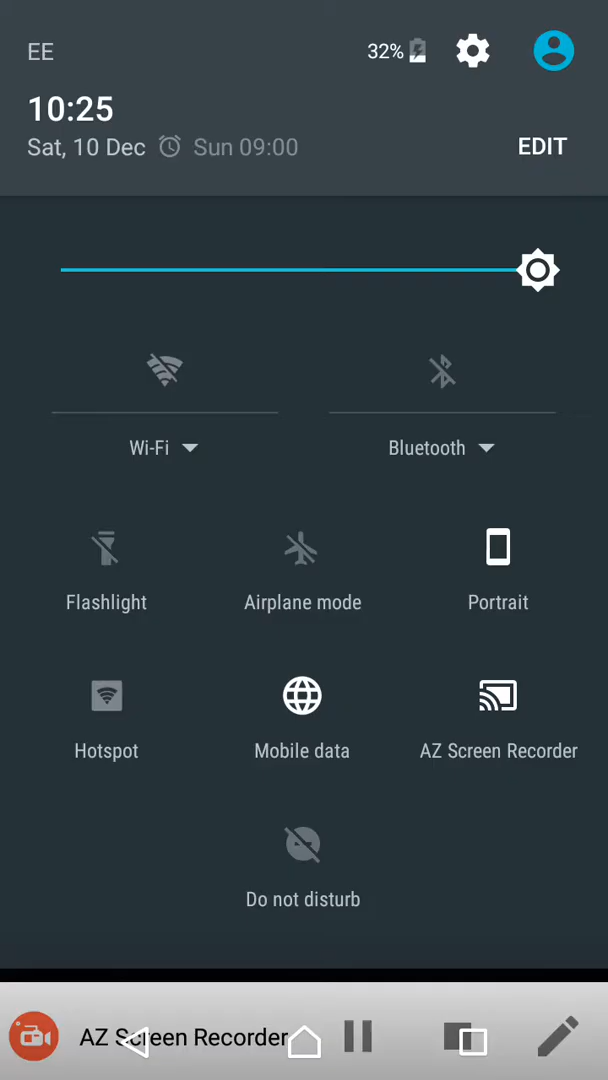 EE 32%
10:25
Sat, 10 Dec Sun 09:00 EDIT
Wi-Fi Bluetooth
Flashlight Airplane mode Portrait
Hotspot Mobile data AZ Screen Recorder
Do not disturb
AZ Screen Recorder